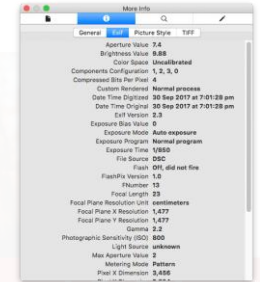 More Info
General Exif Picture Style TIFF
Aperture Value 7.4
Brightness Value 9.88
Color Space Uncalibrated
Components Configuration 1, 2, 3, 0
Compressed Bits Per Pixel 4
Custom Rendered Normal process
Date Time Digitized 30 Sep 2017 at 7:01:28 pm
Date Time Original 30 Sep 2017 at 7:01:28 pm
Exif Version 2.3
Exposure Bias Value 0
Exposure Mode Auto exposure
Exposure Program Normal program
Exposure Time 1/850
File Source DSC
Flash Off, did not fire
FlashPix Version 1.0
FNumber 13
Focal Length 23
Focal Plane Resolution Unit centimeters
Focal Plane X Resolution 1,477
Focal Plane Y Resolution 1,477
Gamma 2.2
Photographic Sensitivity (ISO) 800
Light Source unknown
Max Aperture Value 2
Metering Mode Pattern
Pixel X Dimension 3,456